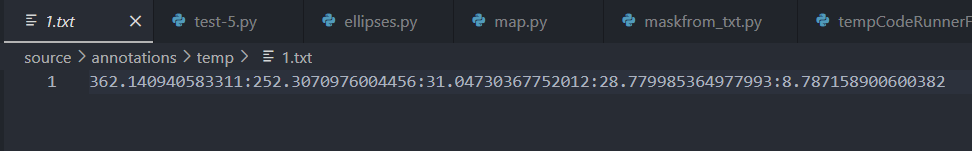 1.txt
test-5.py
ellipses.py
map.py
maskfrom_txt.py
tempCodeRunnerF
source > annotations > temp > 1.txt
1 362.140940583311:252.3070976004456:31.04730367752012:28.779985364977993:8.787158900600382